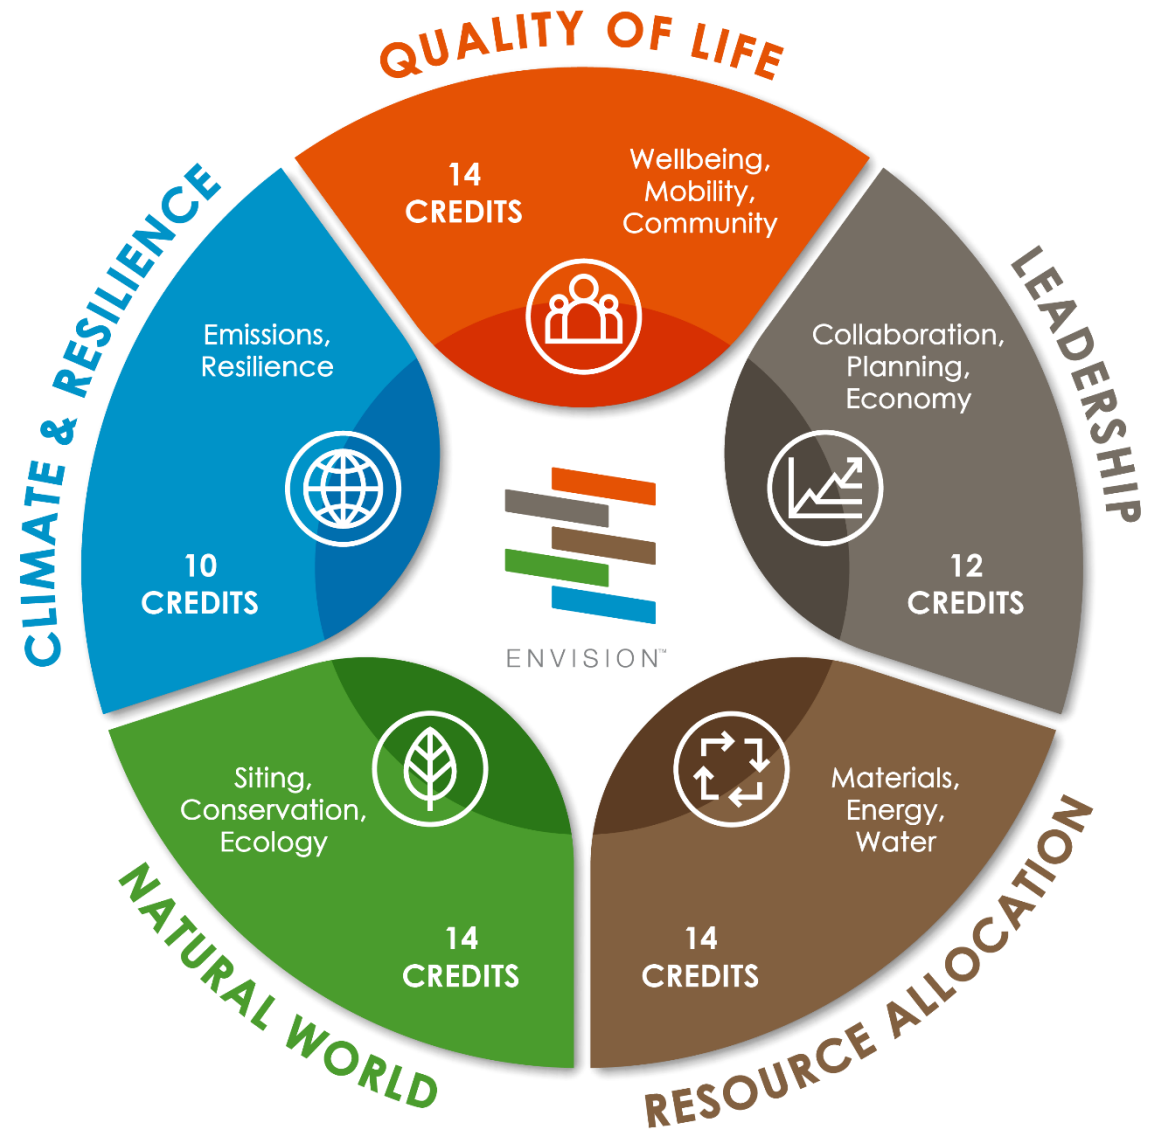 QUALITY OF LIFE
14
CREDITS
Wellbeing,
Mobility,
Community
LEADERSHIP
Collaboration,
Planning,
Economy
12
CREDITS
RESOURCE ALLOCATION
Materials,
Energy,
Water
14
CREDITS
NATURAL WORLD
Siting,
Conservation,
Ecology
14
CREDITS
CLIMATE & RESILIENCE
Emissions,
Resilience
10
CREDITS
ENVISION™